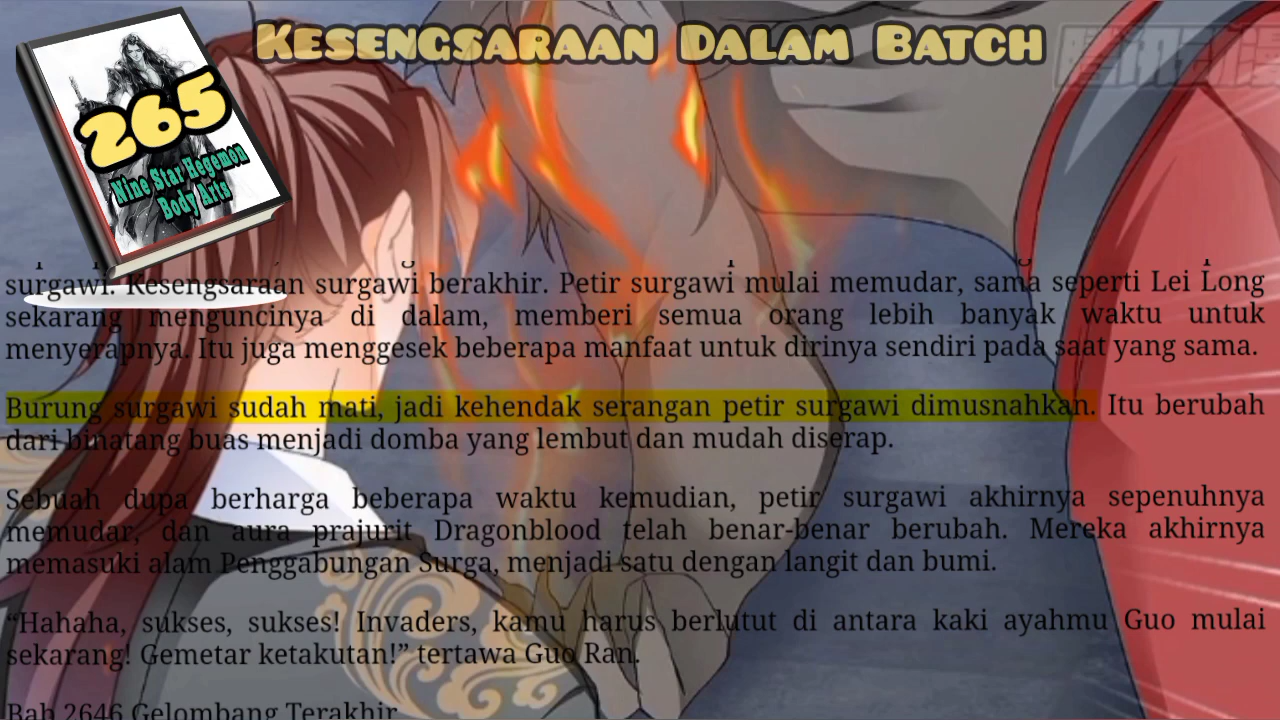 KESENGSARAAN DALAM BATCH
265
Nine Star Hegemon
Body Arts
surgawi. Kesengsaraan surgawi berakhir. Petir surgawi mulai memudar, sama seperti Lei Long
sekarang menguncinya di dalam, memberi semua orang lebih banyak waktu untuk
menyerapnya. Itu juga menggesek beberapa manfaat untuk dirinya sendiri pada saat yang sama.
Burung surgawi sudah mati, jadi kehendak serangan petir surgawi dimusnahkan. Itu berubah
dari binatang buas menjadi domba yang lembut dan mudah diserap.
Sebuah dupa berharga beberapa waktu kemudian, petir surgawi akhirnya sepenuhnya
memudar, dan aura prajurit Dragonblood telah benar-benar berubah. Mereka akhirnya
memasuki alam Penggabungan Surga, menjadi satu dengan langit dan bumi.
“Hahaha, sukses, sukses! Invaders, kamu harus berlutut di antara kaki ayahmu Guo mulai
sekarang! Gemetar ketakutan!” tertawa Guo Ran.
Bab 2646 Gelombang Terakhir